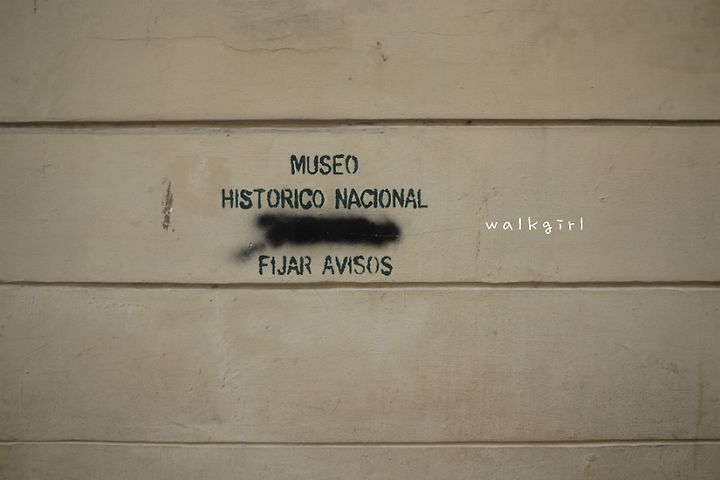 MUSEO
HISTORICO NACIONAL
FIJAR AVISOS
walkgirl